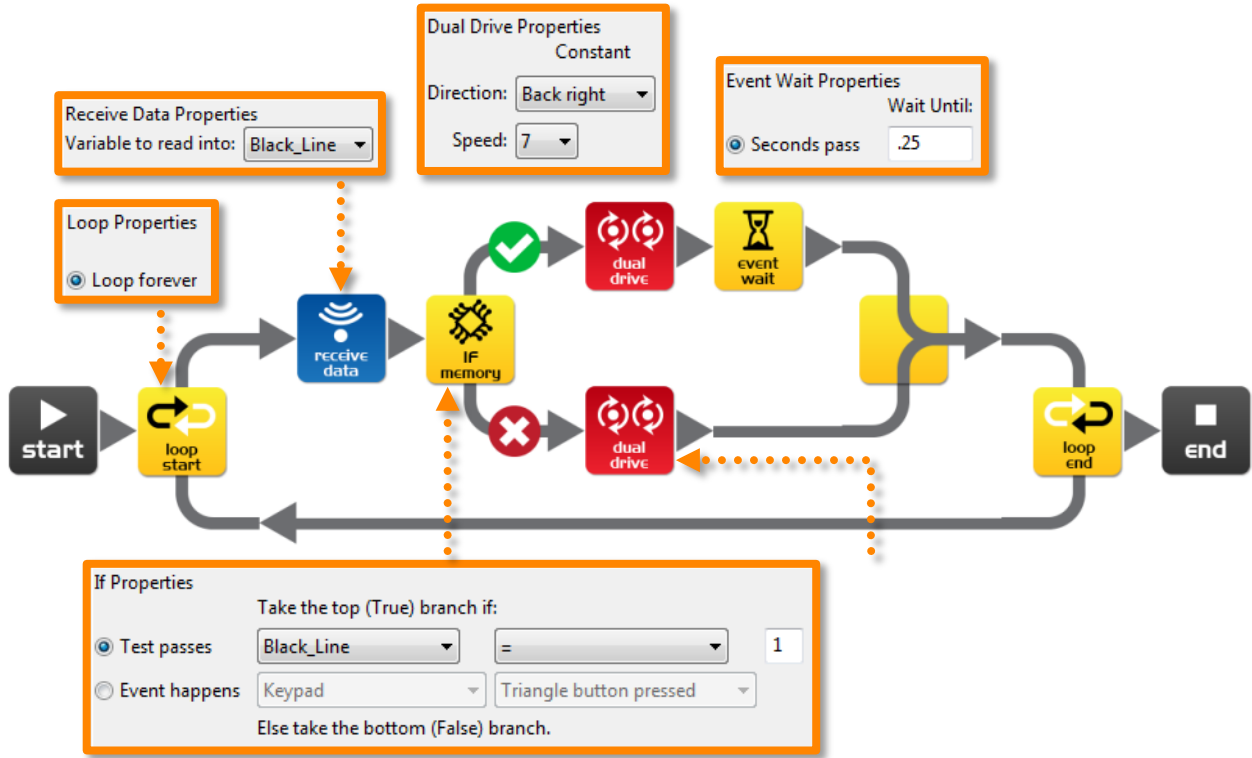 Dual Drive Properties
Constant
Direction: Back right
Speed: 7
Event Wait Properties
Wait Until:
Seconds pass .25
Receive Data Properties
Variable to read into: Black_Line
Loop Properties
Loop forever
dual
drive
event
wait
receive
data
IF
memory
start
loop
start
dual
drive
loop
end
end
If Properties
Take the top (True) branch if:
Test passes Black_Line = 1
Event happens Keypad Triangle button pressed
Else take the bottom (False) branch.